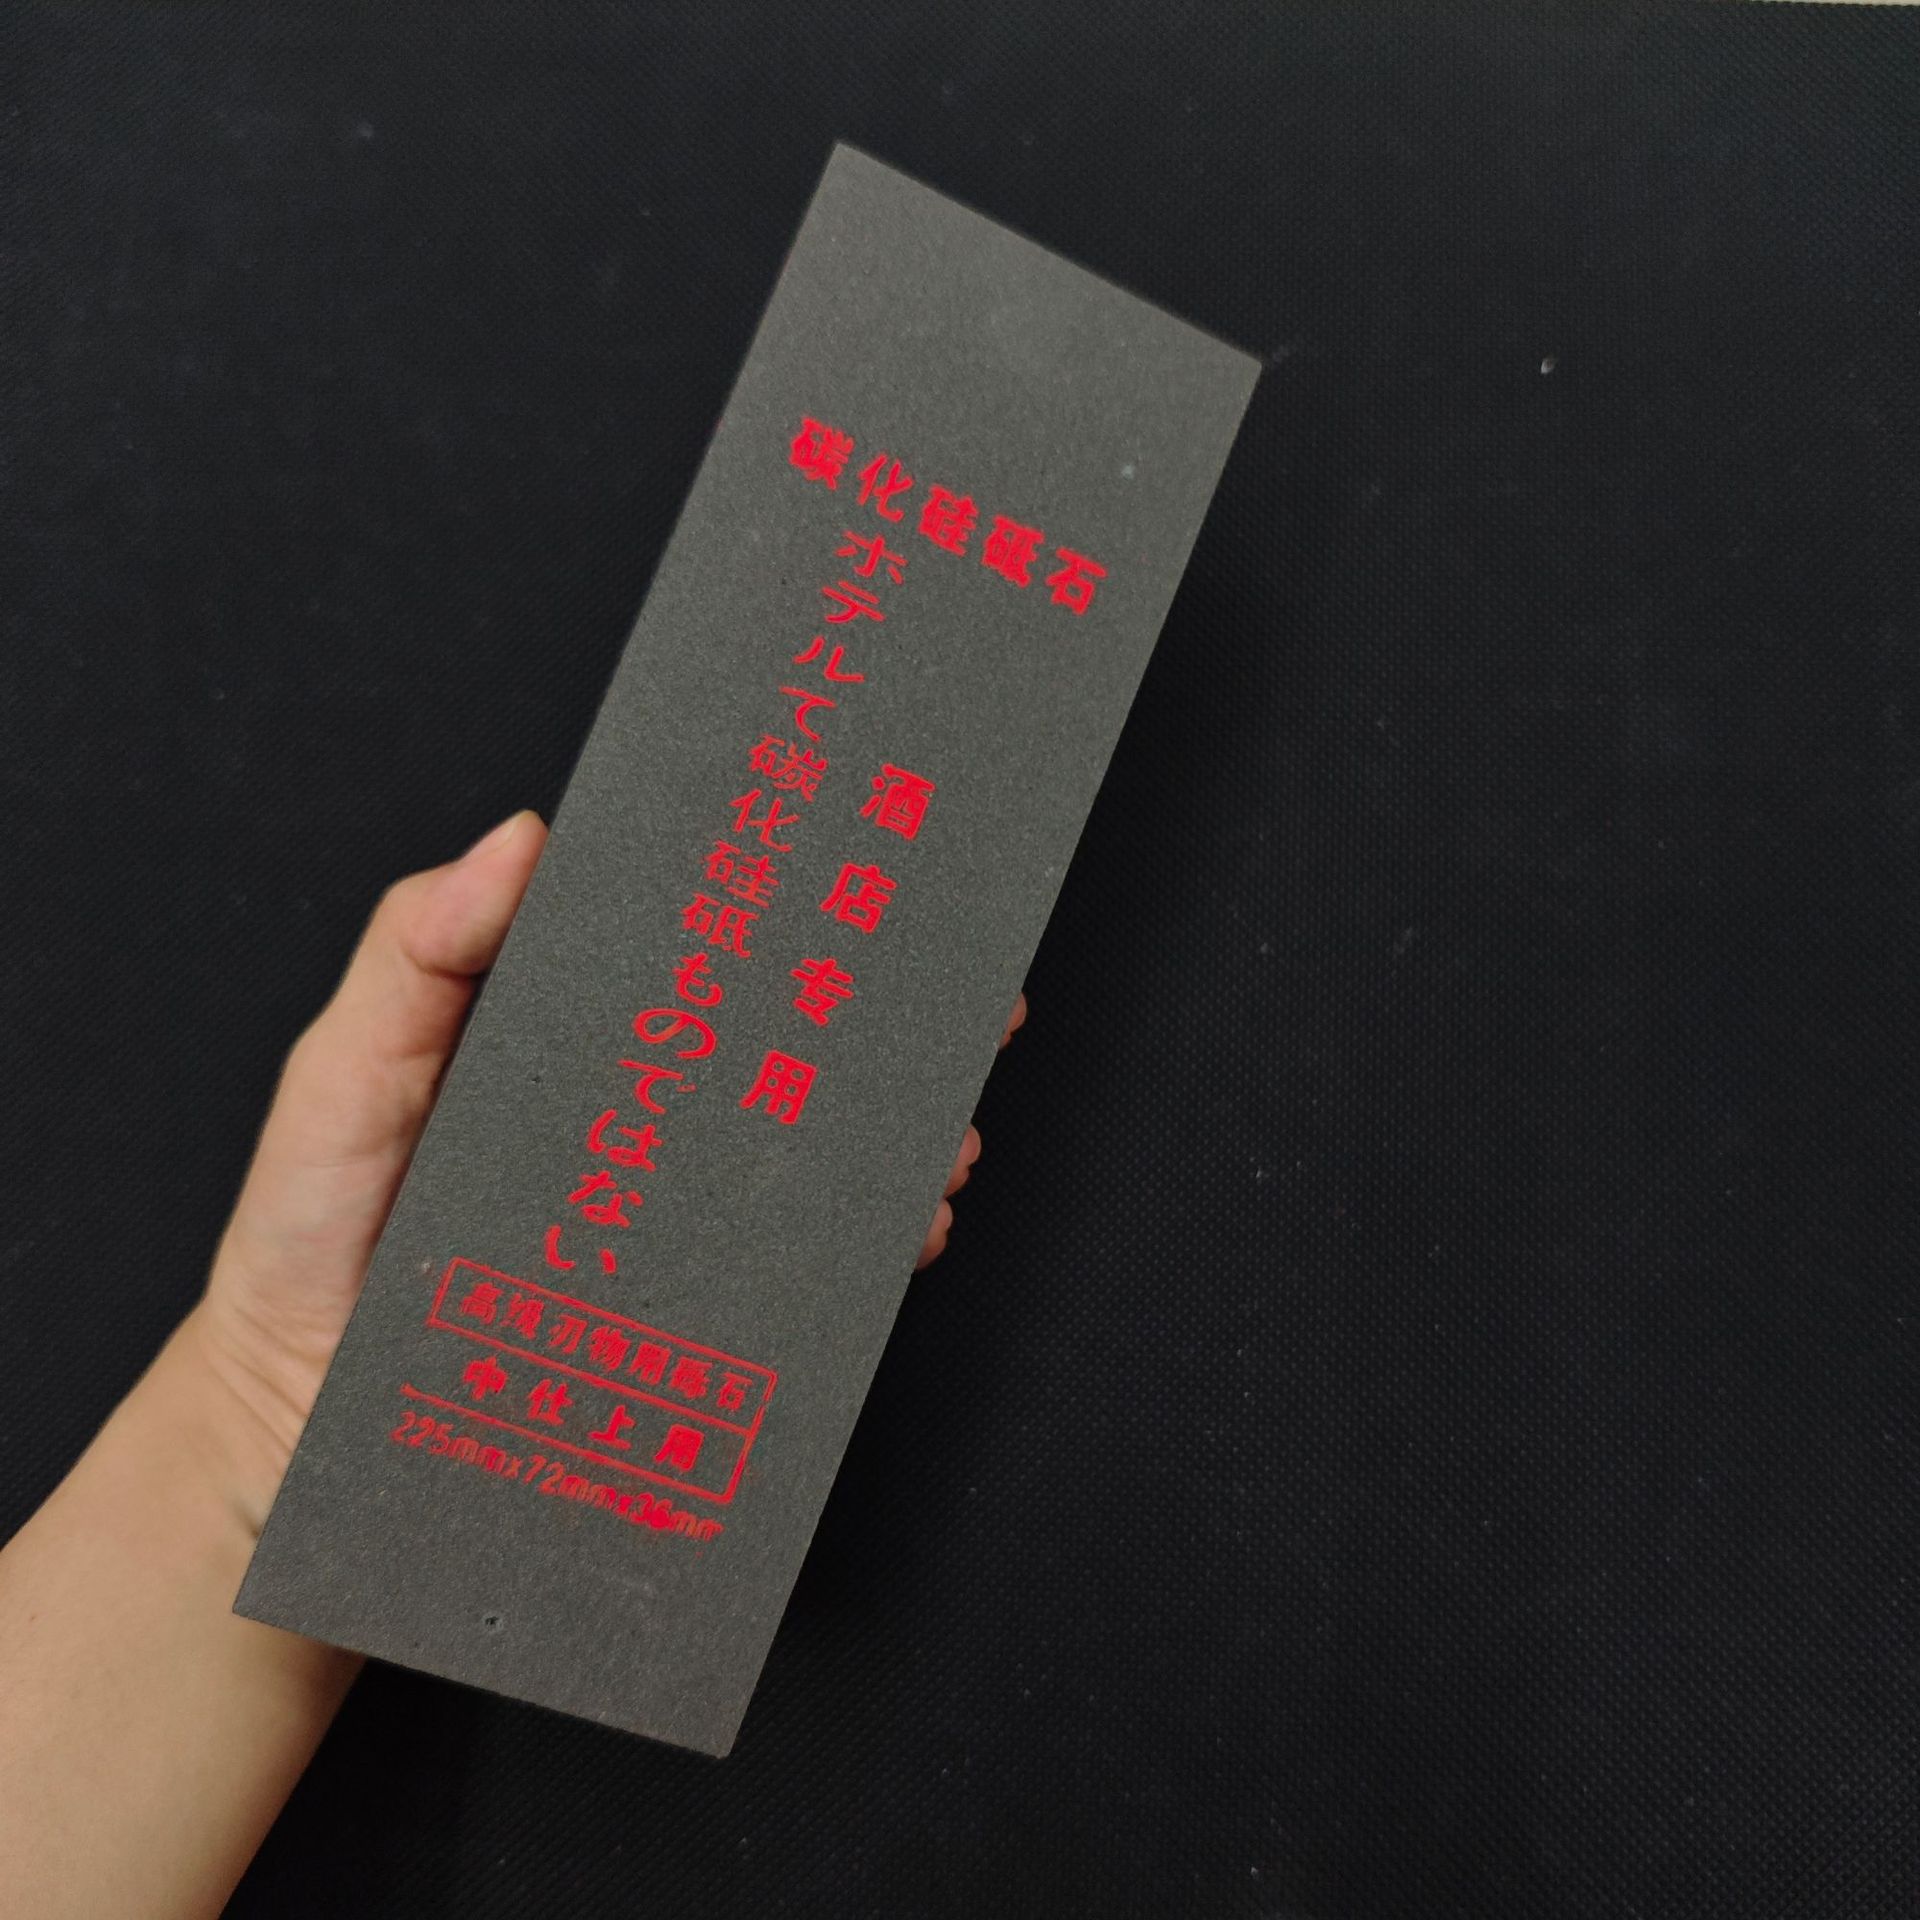 碳化硅砥石
酒店专用
ホテルて碳化硅砥ものではない
高级刃物用砥石
中仕上用
225mmx72mmx36mm